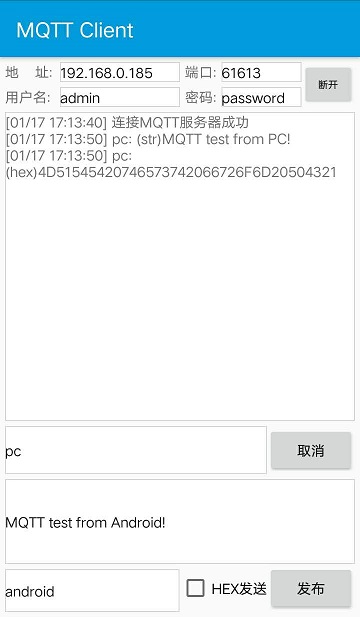 MQTT Client
地 址: 192.168.0.185 端口: 61613 断开
用户名: admin 密码: password
[01/17 17:13:40] 连接MQTT服务器成功
[01/17 17:13:50] pc: (str)MQTT test from PC!
[01/17 17:13:50] pc:
(hex)4D5154542074657374206672​6F6D20504321
pc 取消
MQTT test from Android!
android HEX发送 发布